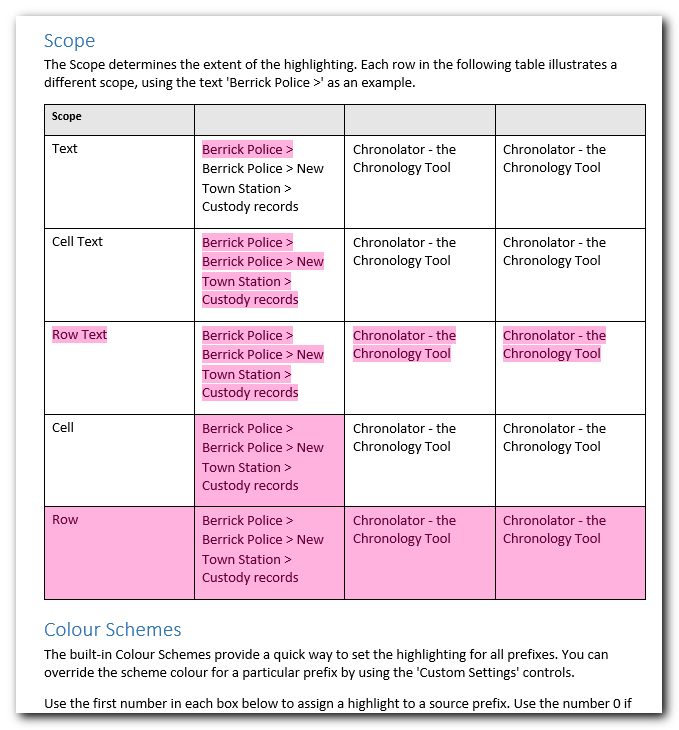 Scope
The Scope determines the extent of the highlighting. Each row in the following table illustrates a
different scope, using the text 'Berrick Police >' as an example.
Scope
Text
Berrick Police >
Berrick Police > New
Town Station >
Custody records
Chronolator - the
Chronology Tool
Chronolator - the
Chronology Tool
Cell Text
Berrick Police >
Berrick Police > New
Town Station >
Custody records
Chronolator - the
Chronology Tool
Chronolator - the
Chronology Tool
Row Text
Berrick Police >
Berrick Police > New
Town Station >
Custody records
Chronolator - the
Chronology Tool
Chronolator - the
Chronology Tool
Cell
Berrick Police >
Berrick Police > New
Town Station >
Custody records
Chronolator - the
Chronology Tool
Chronolator - the
Chronology Tool
Row
Berrick Police >
Berrick Police > New
Town Station >
Custody records
Chronolator - the
Chronology Tool
Chronolator - the
Chronology Tool
Colour Schemes
The built-in Colour Schemes provide a quick way to set the highlighting for all prefixes. You can
override the scheme colour for a particular prefix by using the 'Custom Settings' controls.
Use the first number in each box below to assign a highlight to a source prefix. Use the number 0 if